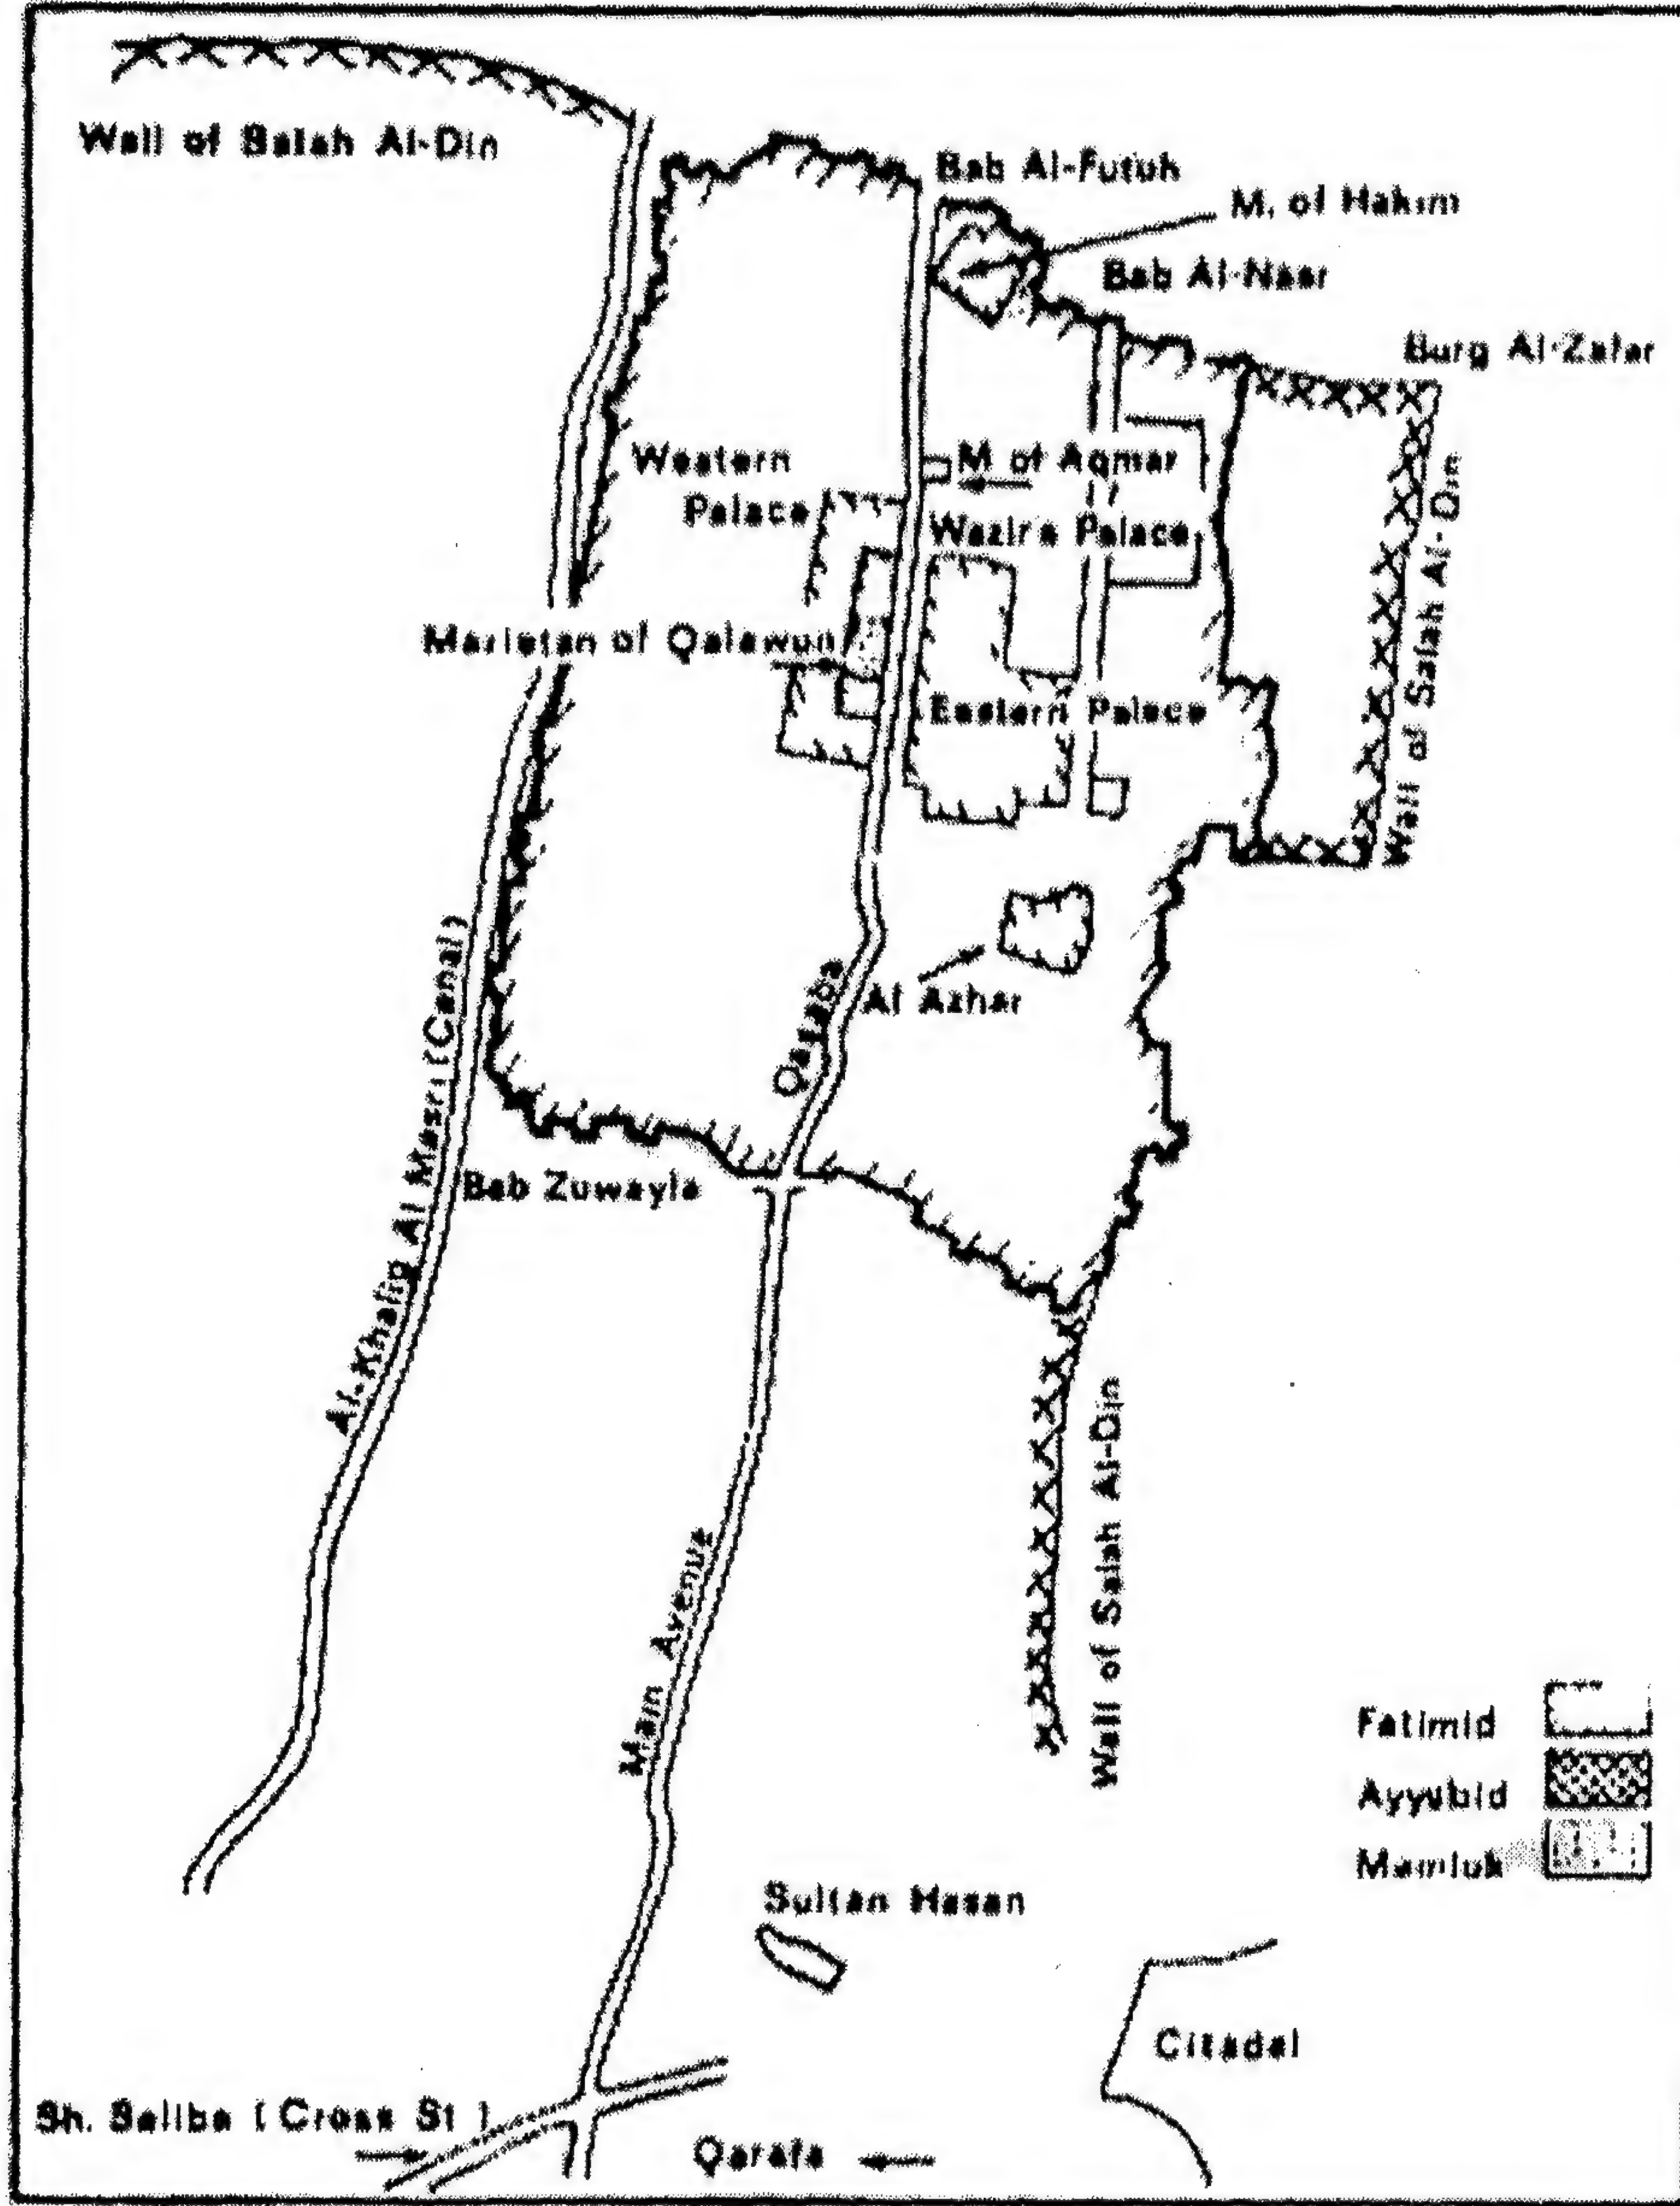 Wall of Salah Al-Din
Bab Al-Futuh
M. of Hakim
Bab Al-Nasr
Burg Al-Zafar
Western
Palace
M of Aqmar
Wazir's Palace
Wall of Salah Al-Din
Maristan of Qalawun
Eastern Palace
Al-Khalig Al Masri (Canal)
Qasaba
Al Azhar
Bab Zuwayla
Main Avenue
Wall of Salah Al-Din
Fatimid
Ayyubid
Mamluk
Sultan Hasan
Citadal
Sh. Saliba (Cross St)
Qarafa